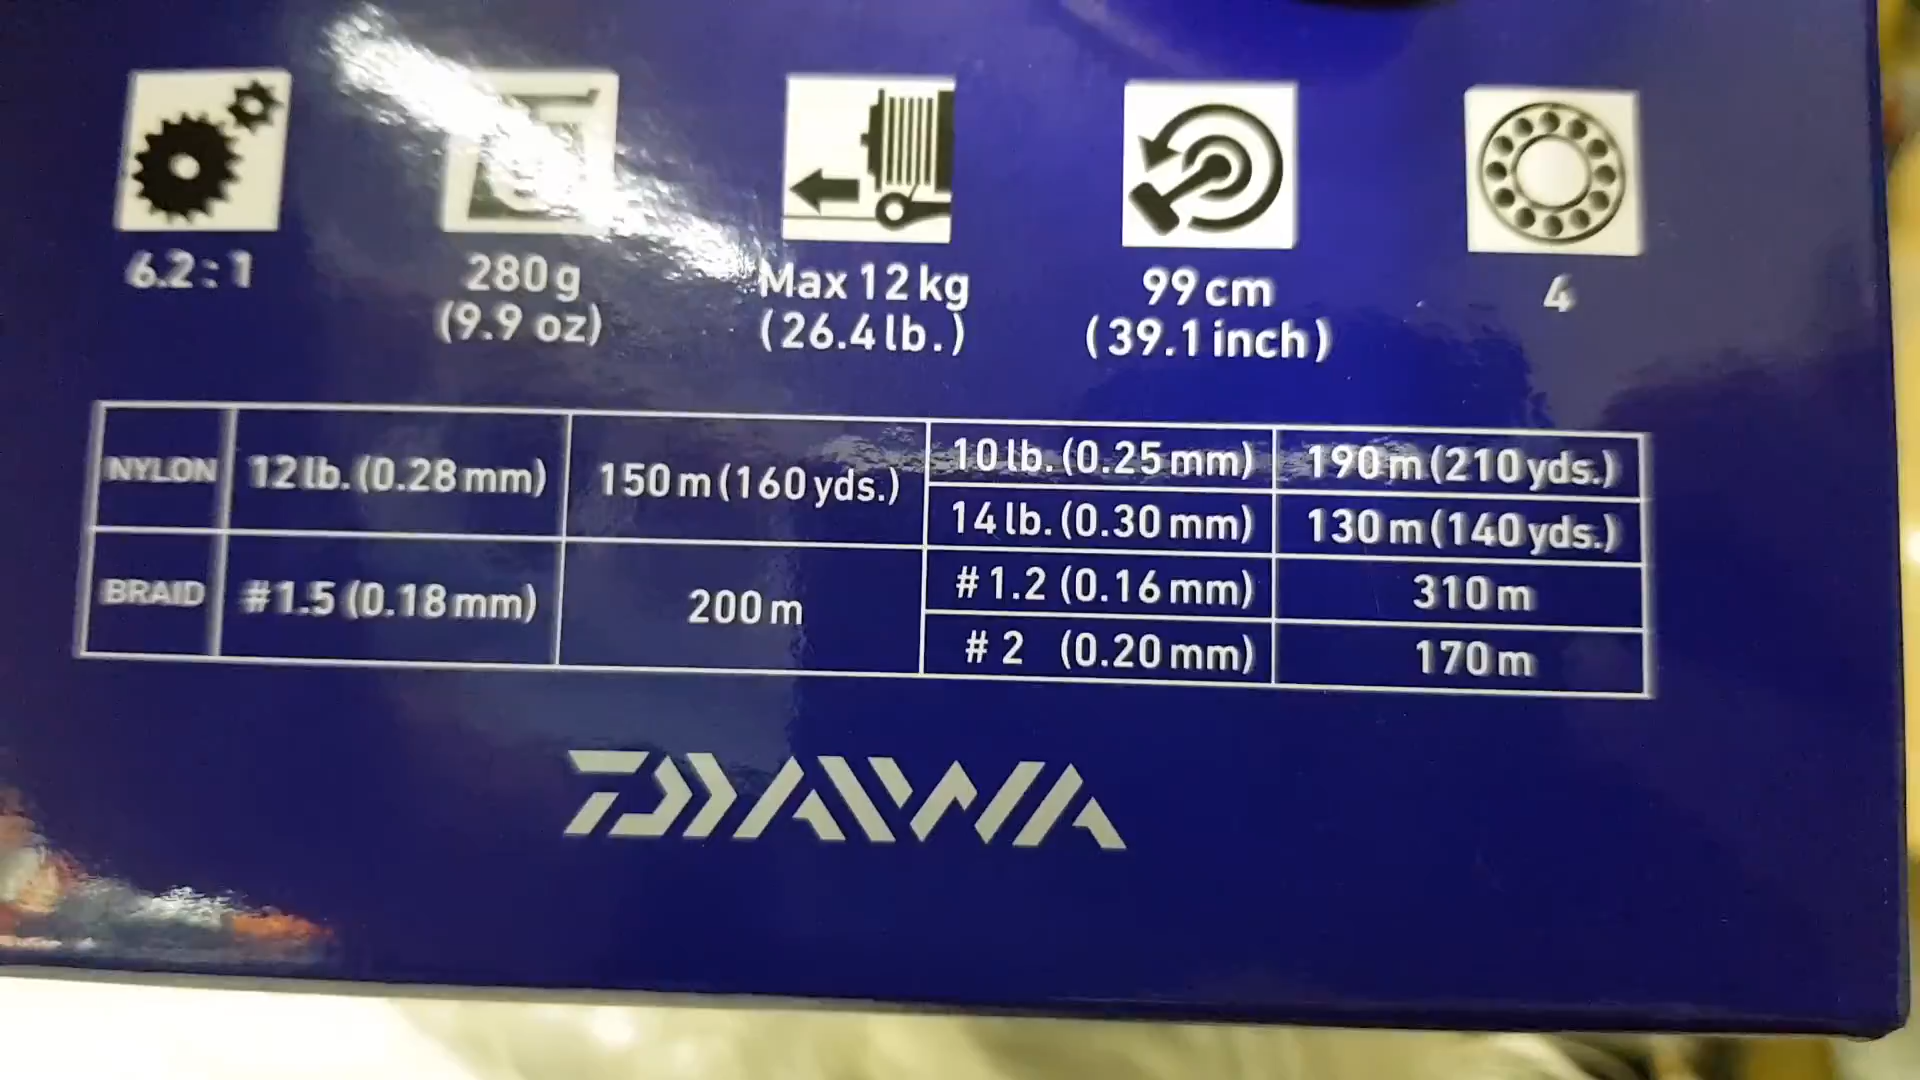 6.2:1
280g
(9.9 oz)
Max 12 kg
(26.4 lb.)
99 cm
(39.1 inch)
4
NYLON 12 lb. (0.28 mm) 150 m (160 yds.) 10 lb. (0.25 mm) 190 m (210 yds.)
14 lb. (0.30 mm) 130 m (140 yds.)
BRAID #1.5 (0.18 mm) 200 m # 1.2 (0.16 mm) 310 m
# 2 (0.20 mm) 170 m
DAIWA